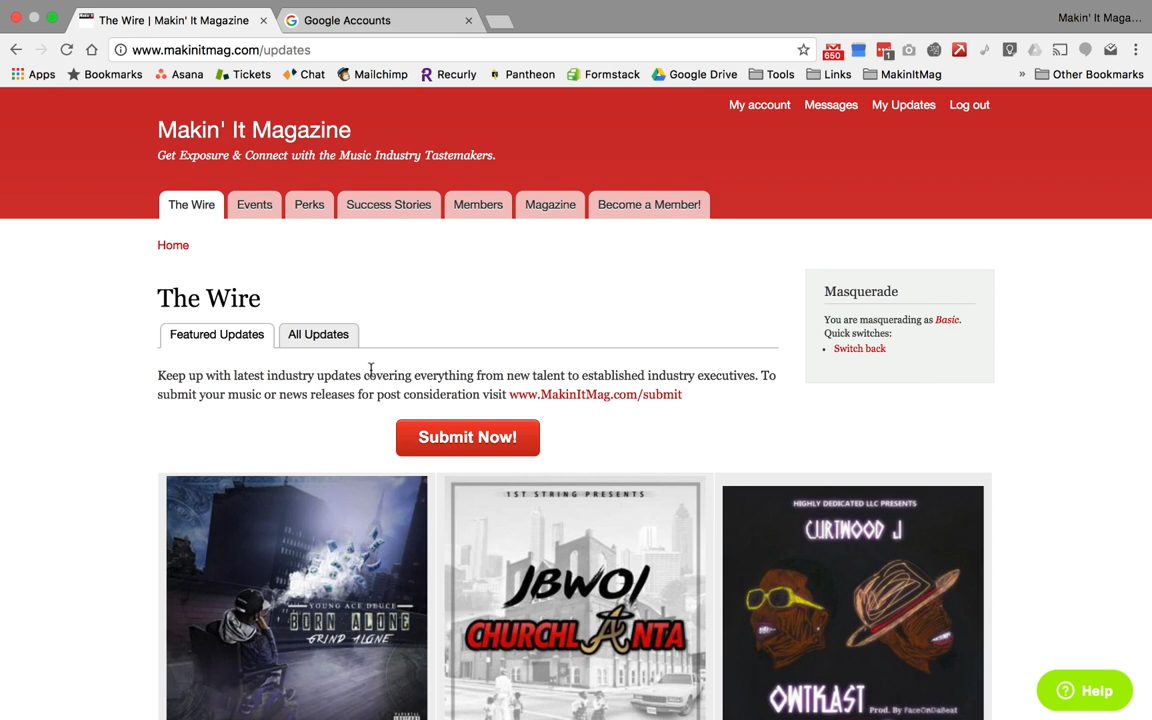 The Wire | Makin' It Magazine
Google Accounts
Makin' It Maga...
www.makinitmag.com/updates
650
1
Apps Bookmarks Asana Tickets Chat Mailchimp Recurly Pantheon Formstack Google Drive Tools Links MakinItMag » Other Bookmarks
My account Messages My Updates Log out
Makin' It Magazine
Get Exposure & Connect with the Music Industry Tastemakers.
The Wire Events Perks Success Stories Members Magazine Become a Member!
Home
The Wire
Featured Updates All Updates
Masquerade
You are masquerading as Basic.
Quick switches:
Switch back
Keep up with latest industry updates covering everything from new talent to established industry executives. To
submit your music or news releases for post consideration visit www.MakinItMag.com/submit
Submit Now!
YOUNG ACE DEUCE
BORN ALONE
GRIND ALONE
1ST STRING PRESENTS
JBWOI
CHURCHLANTA
HIGHLY DEDICATED LLC PRESENTS
CURTWOOD J
OWTKAST
Prod. By FaceOnDaBeat
Help